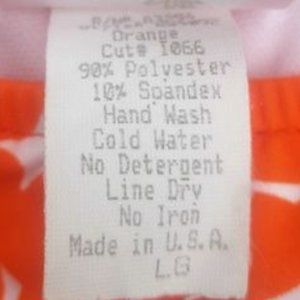 Orange
Cut# I066
90% Polyester
10% Spandex
Hand Wash
Cold Water
No Detergent
Line Dry
No Iron
Made in U.S.A.
LG